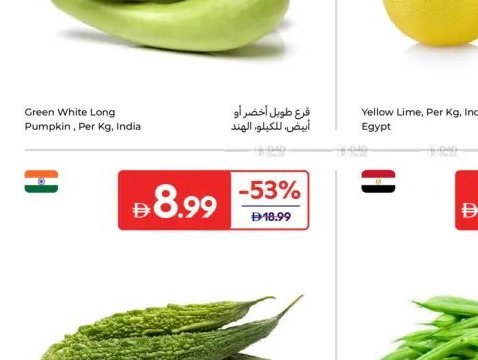 Green White Long
Pumpkin , Per Kg, India
قرع طويل أخضر أو
أبيض، للكيلو، الهند
Yellow Lime, Per Kg,
Egypt
8.99
-53%
18.99